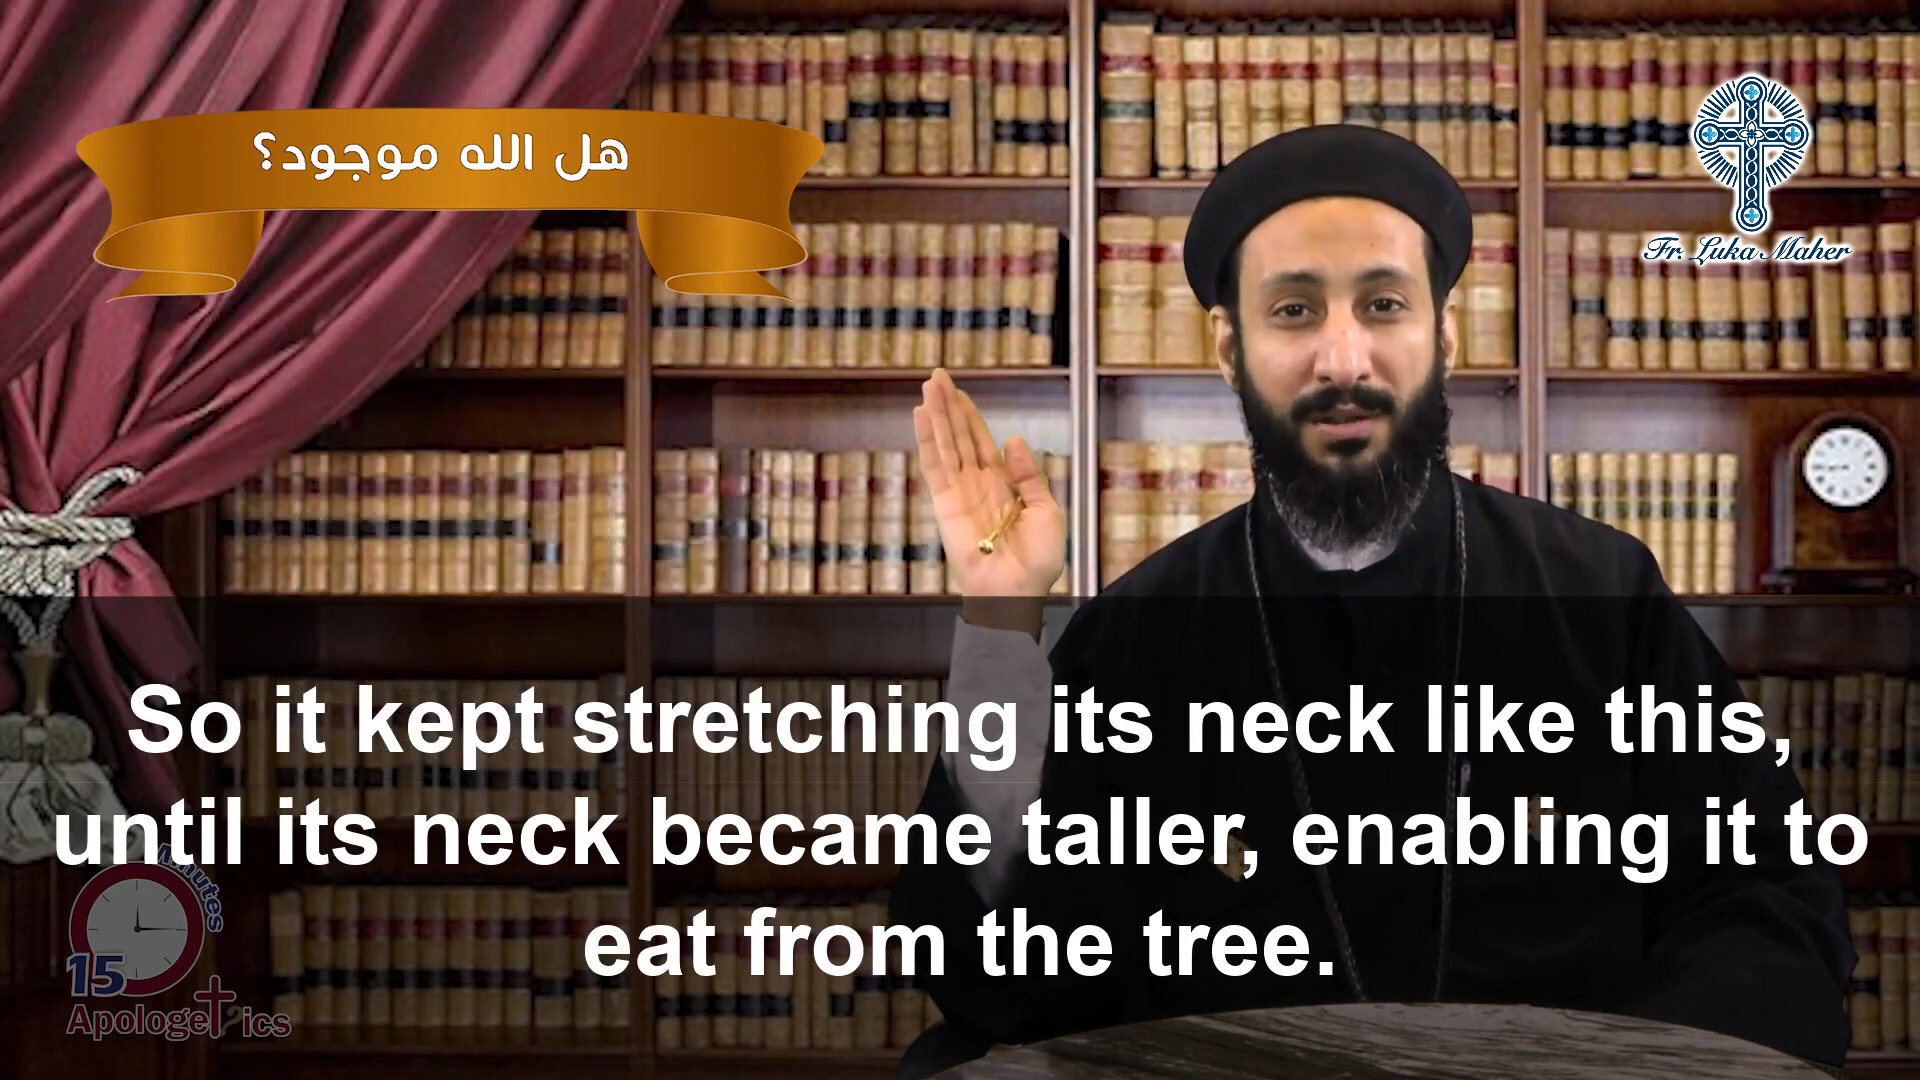 هل الله موجود؟
Fr. Luka Maher
So it kept stretching its neck like this,
until its neck became taller, enabling it to
eat from the tree.
Minutes
15
Apologetics